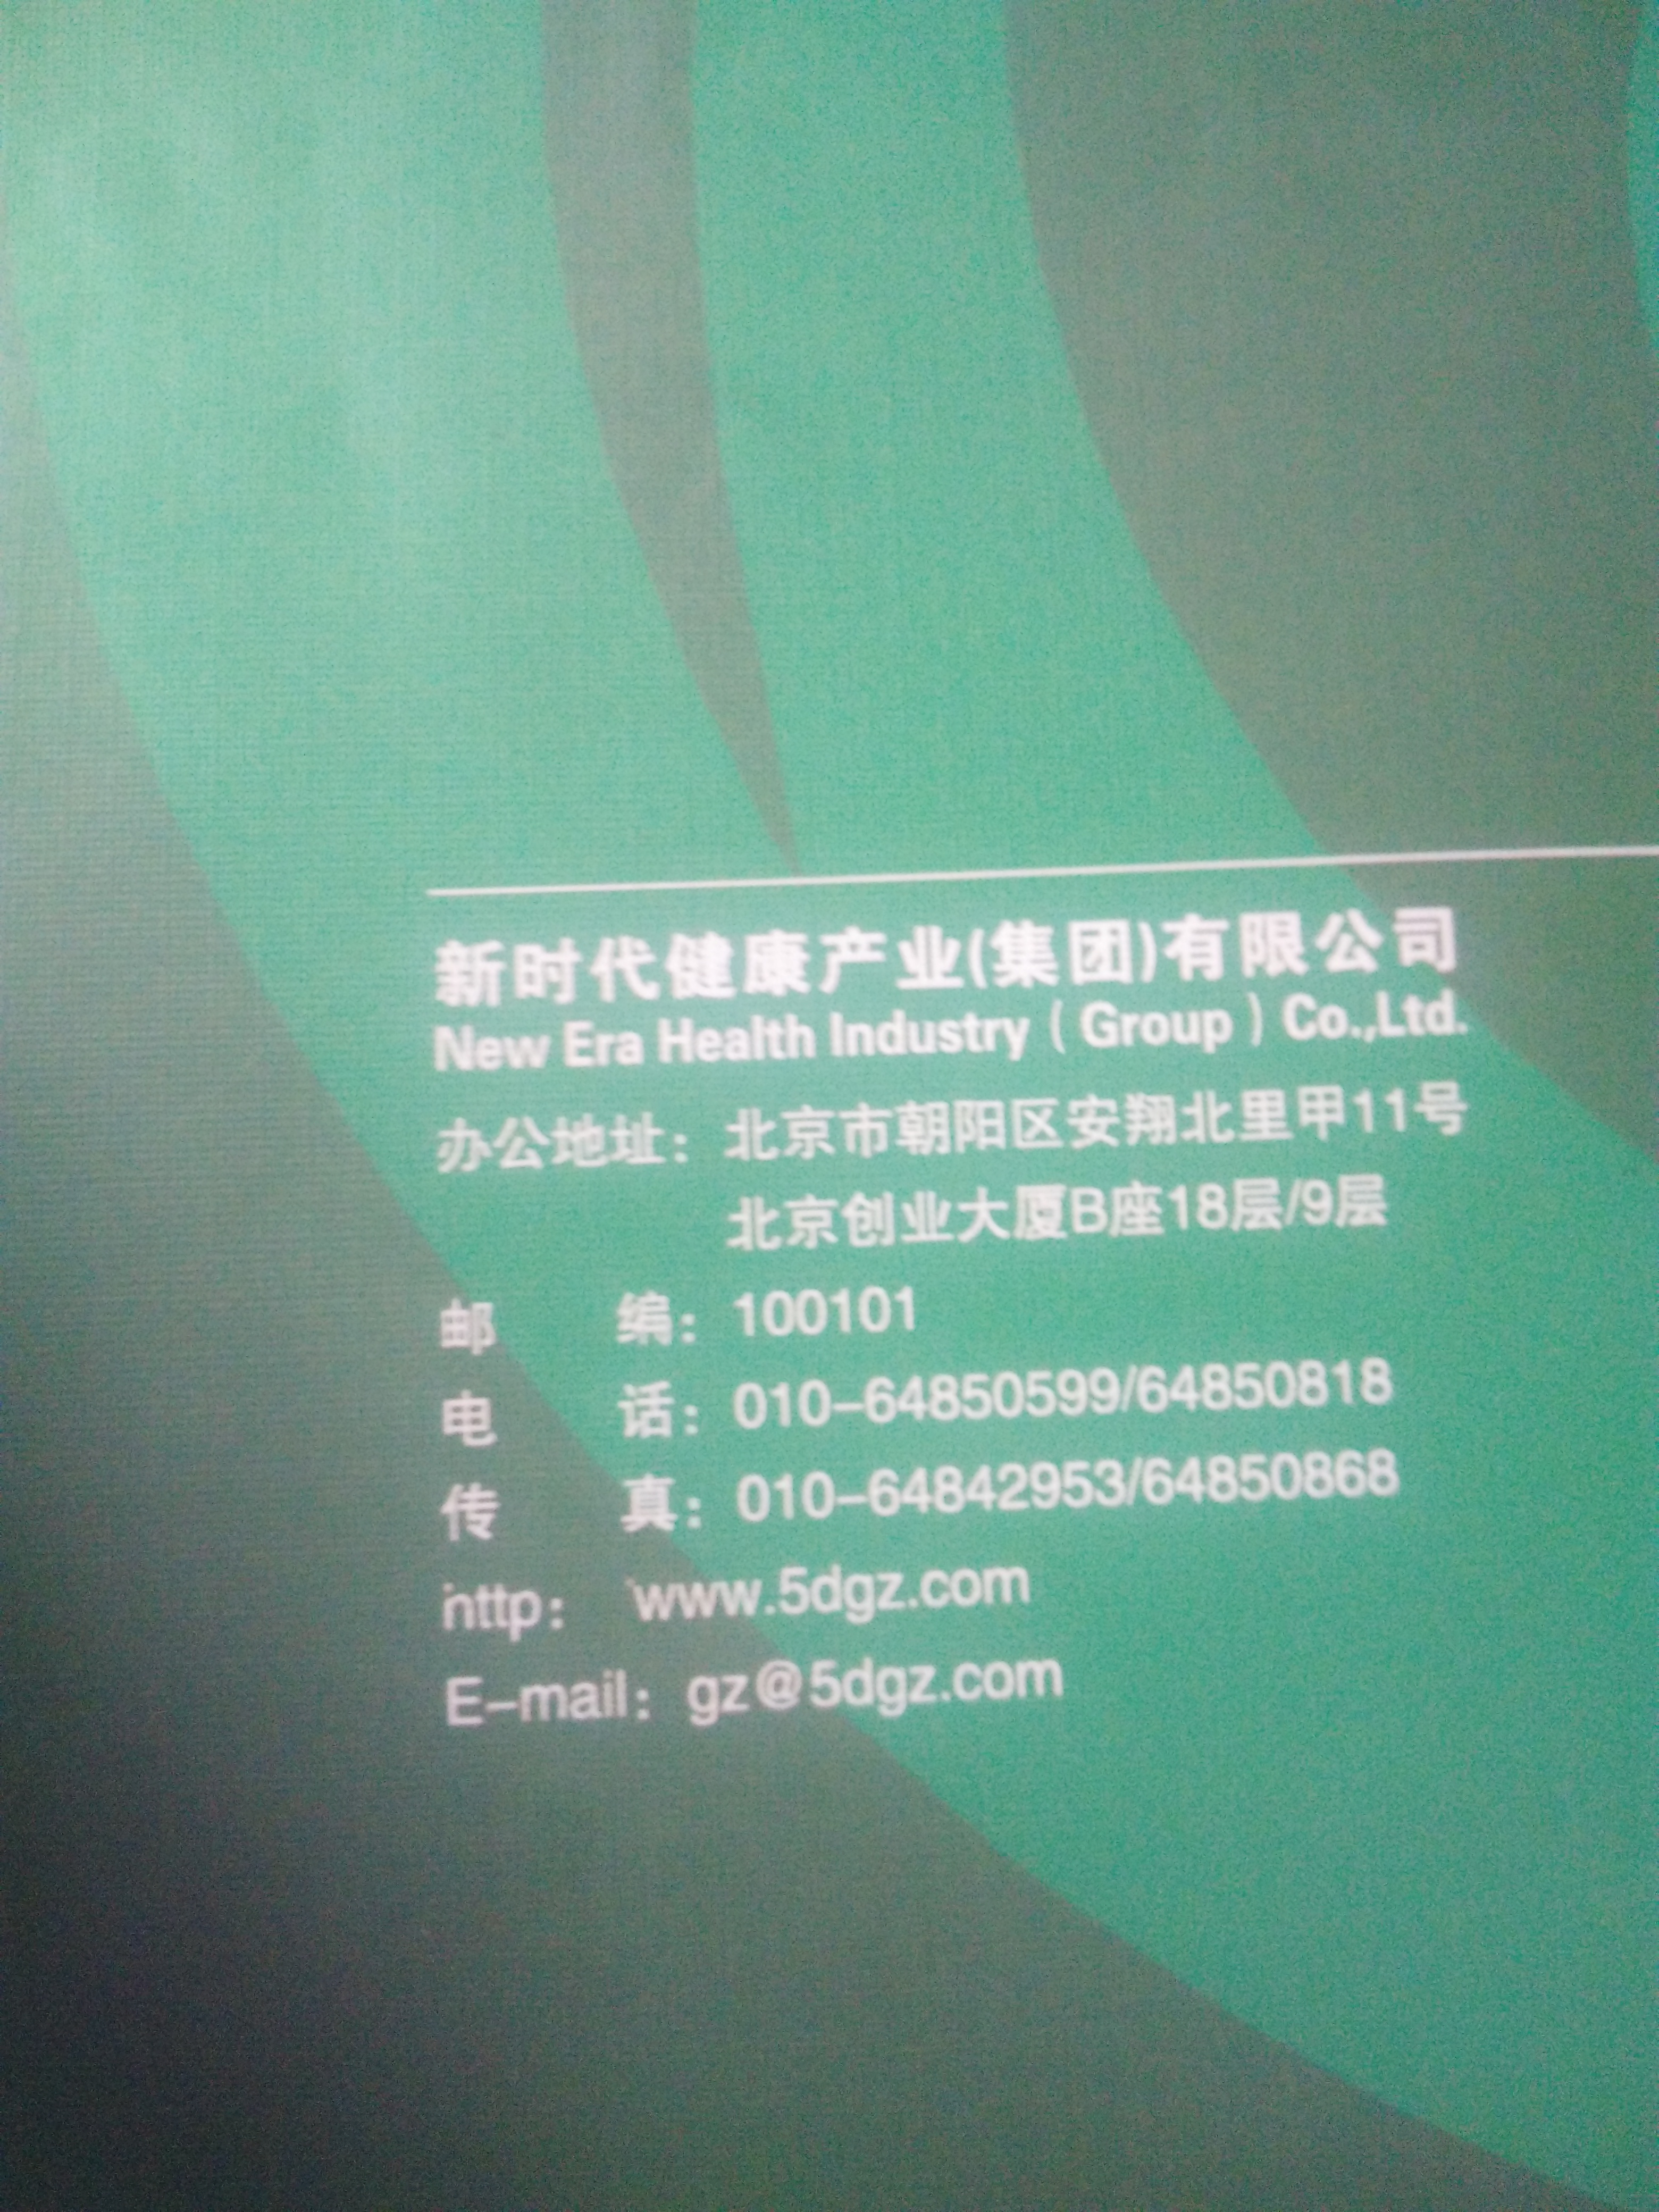 新时代健康产业(集团)有限公司
New Era Health Industry (Group) Co.,Ltd.
办公地址: 北京市朝阳区安翔北里甲11号
北京创业大厦B座18层/9层
邮 编: 100101
电 话: 010-64850599/64850818
传 真: 010-64842953/64850868
http: www.5dgz.com
E-mail: gz@5dgz.com